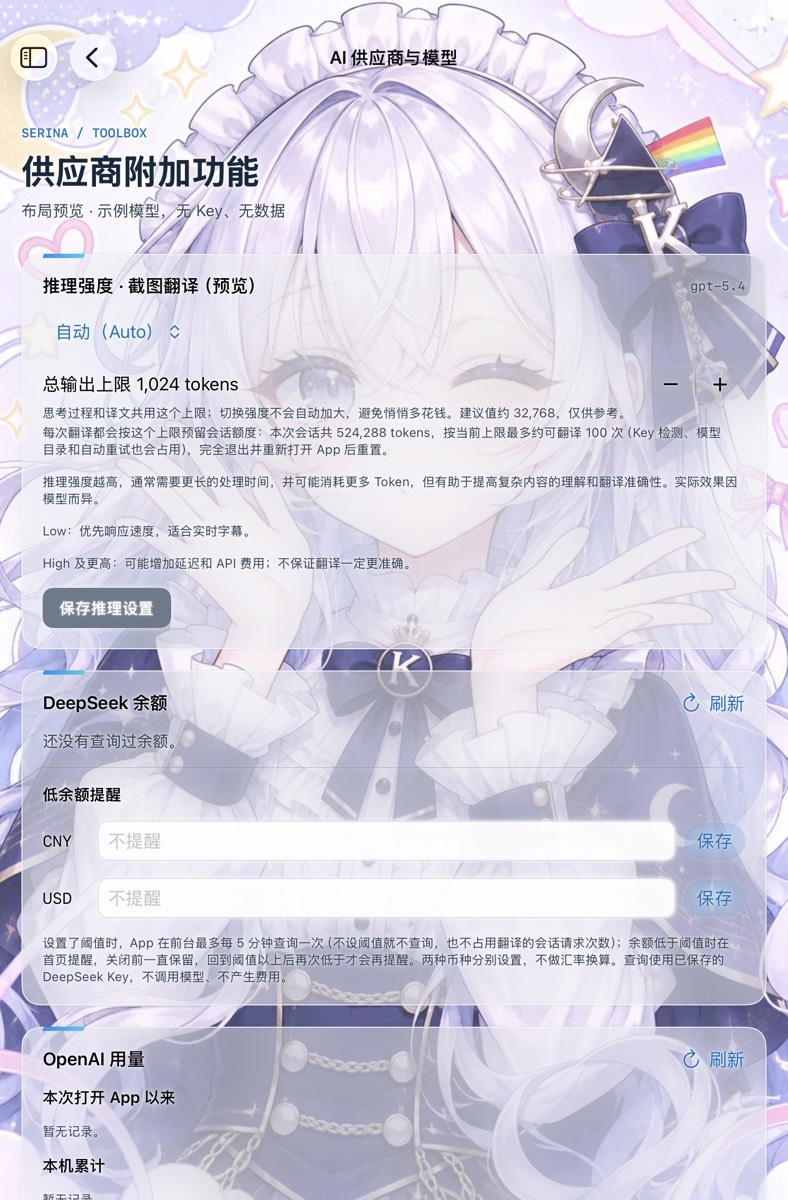 AI 供应商与模型
SERINA / TOOLBOX
供应商附加功能
布局预览 · 示例模型，无 Key、无数据
推理强度 · 截图翻译（预览）
gpt-5.4
自动（Auto）
总输出上限 1,024 tokens
思考过程和译文共用这个上限；切换强度不会自动加大，避免悄悄多花钱。建议值约 32,768，仅供参考。
每次翻译都会按这个上限预留会话额度：本次会话共 524,288 tokens，按当前上限最多约可翻译 100 次（Key 检测、模型
目录和自动重试也会占用），完全退出并重新打开 App 后重置。
推理强度越高，通常需要更长的处理时间，并可能消耗更多 Token，但有助于提高复杂内容的理解和翻译准确性。实际效果因
模型而异。
Low：优先响应速度，适合实时字幕。
High 及更高：可能增加延迟和 API 费用；不保证翻译一定更准确。
保存推理设置
K
K
DeepSeek 余额
刷新
还没有查询过余额。
低余额提醒
CNY
不提醒
保存
USD
不提醒
保存
设置了阈值时，App 在前台最多每 5 分钟查询一次（不设阈值就不查询，也不占用翻译的会话请求次数）；余额低于阈值时在
首页提醒，关闭前一直保留，回到阈值以上后再次低于才会再提醒。两种币种分别设置，不做汇率换算。查询使用已保存的
DeepSeek Key，不调用模型、不产生费用。
OpenAI 用量
刷新
本次打开 App 以来
暂无记录。
本机累计
暂无记录